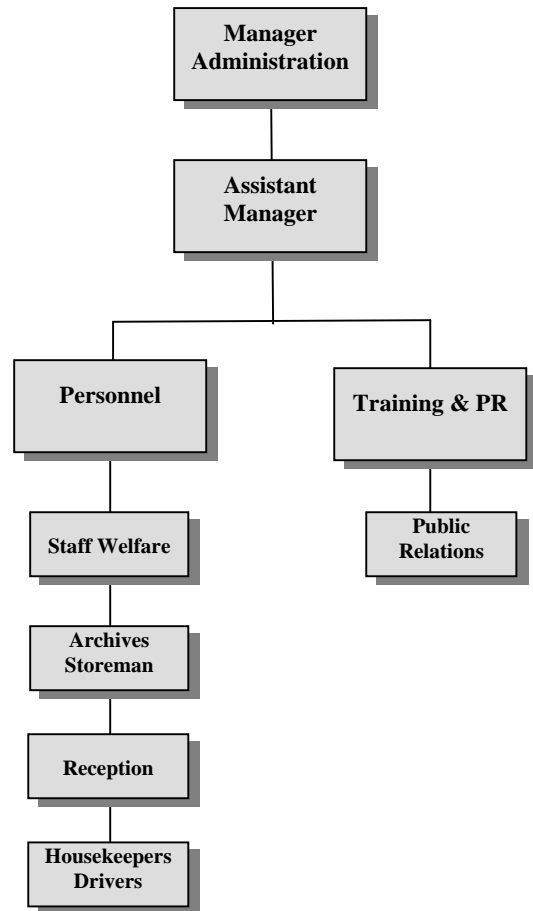 Manager
Administration
Assistant
Manager
Personnel
Training & PR
Staff Welfare
Public
Relations
Archives
Storeman
Reception
Housekeepers
Drivers